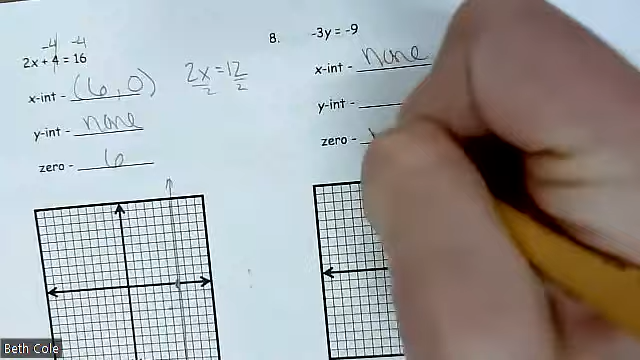 -4 -4
2x + 4 = 16
x-int - (6, 0)
2x = 12
2 2
y-int - none
zero - 6
8. -3y = -9
x-int - none
y-int -
zero -
Beth Cole